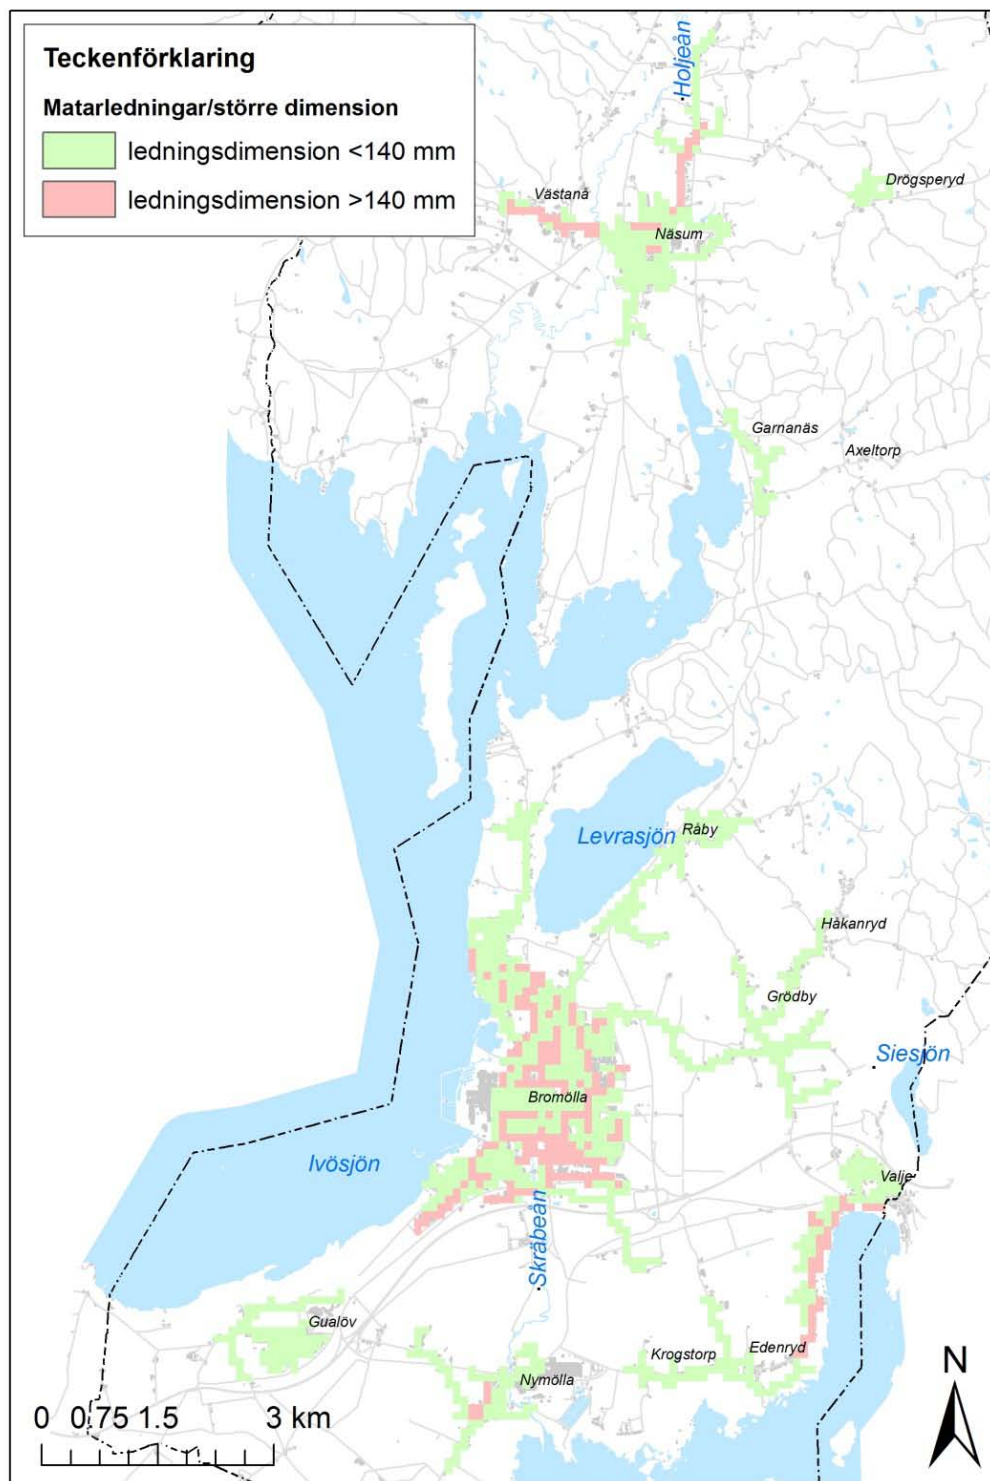 Teckenförklaring
Matarledningar/större dimension
ledningsdimension <140 mm
ledningsdimension >140 mm
Holjeån
Drögsperyd
Västanå
Näsum
Garnanäs
Axeltorp
Levrasjön
Råby
Håkanryd
Grödby
Siesjön
Bromölla
Ivösjön
Valje
Skräbeån
Gualöv
Krogstorp
Edenryd
Nymölla
N
0 0,75 1.5 3 km